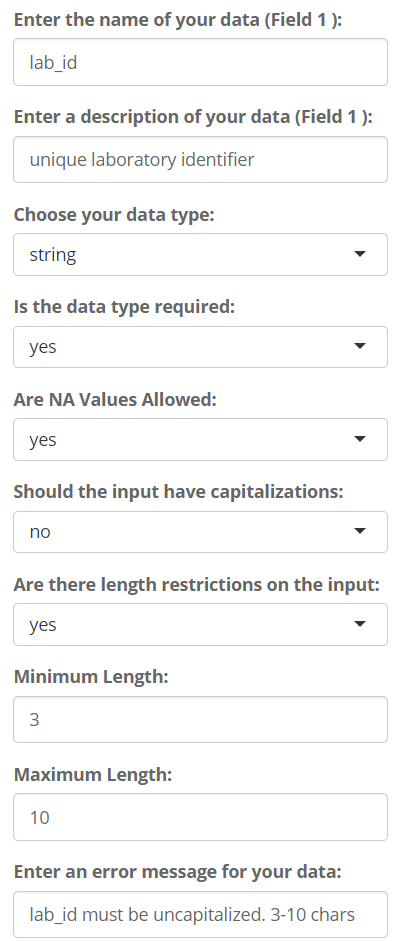 Enter the name of your data (Field 1 ):
lab_id
Enter a description of your data (Field 1 ):
unique laboratory identifier
Choose your data type:
string
Is the data type required:
yes
Are NA Values Allowed:
yes
Should the input have capitalizations:
no
Are there length restrictions on the input:
yes
Minimum Length:
3
Maximum Length:
10
Enter an error message for your data:
lab_id must be uncapitalized. 3-10 chars